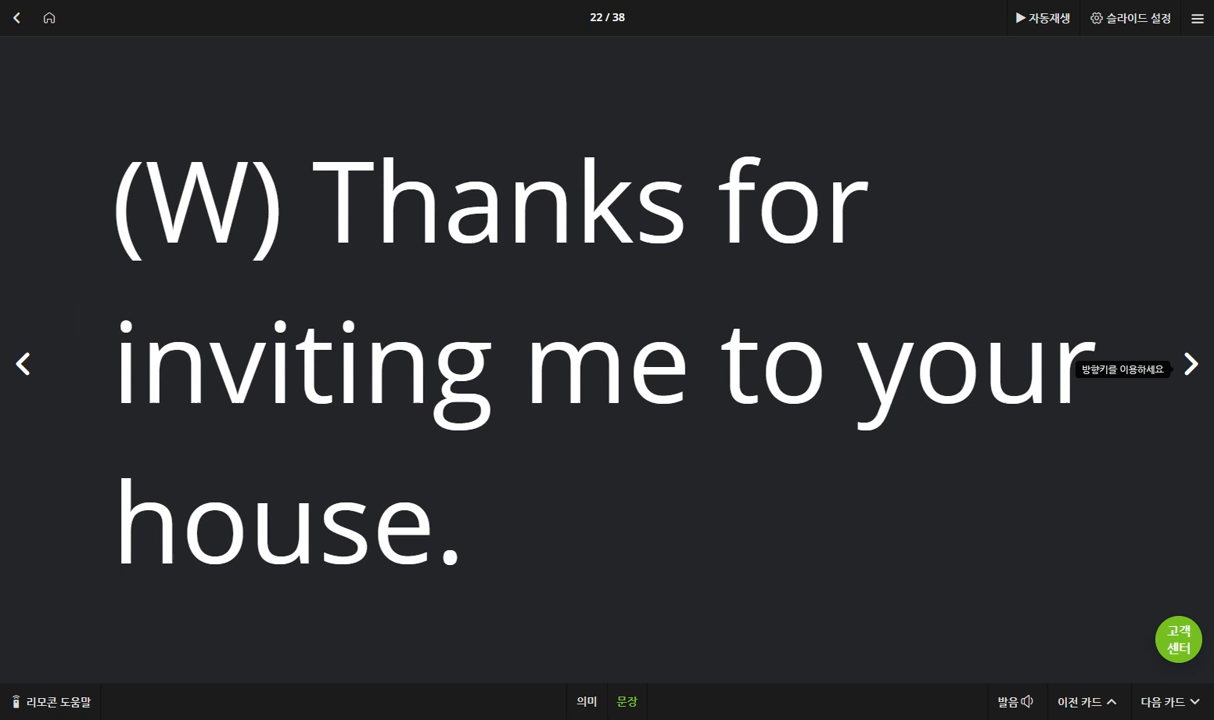 22 / 38
자동재생
슬라이드 설정
(W) Thanks for
inviting me to your
house.
방향키를 이용하세요
고객
센터
리모콘 도움말
의미
문장
발음
이전 카드
다음 카드